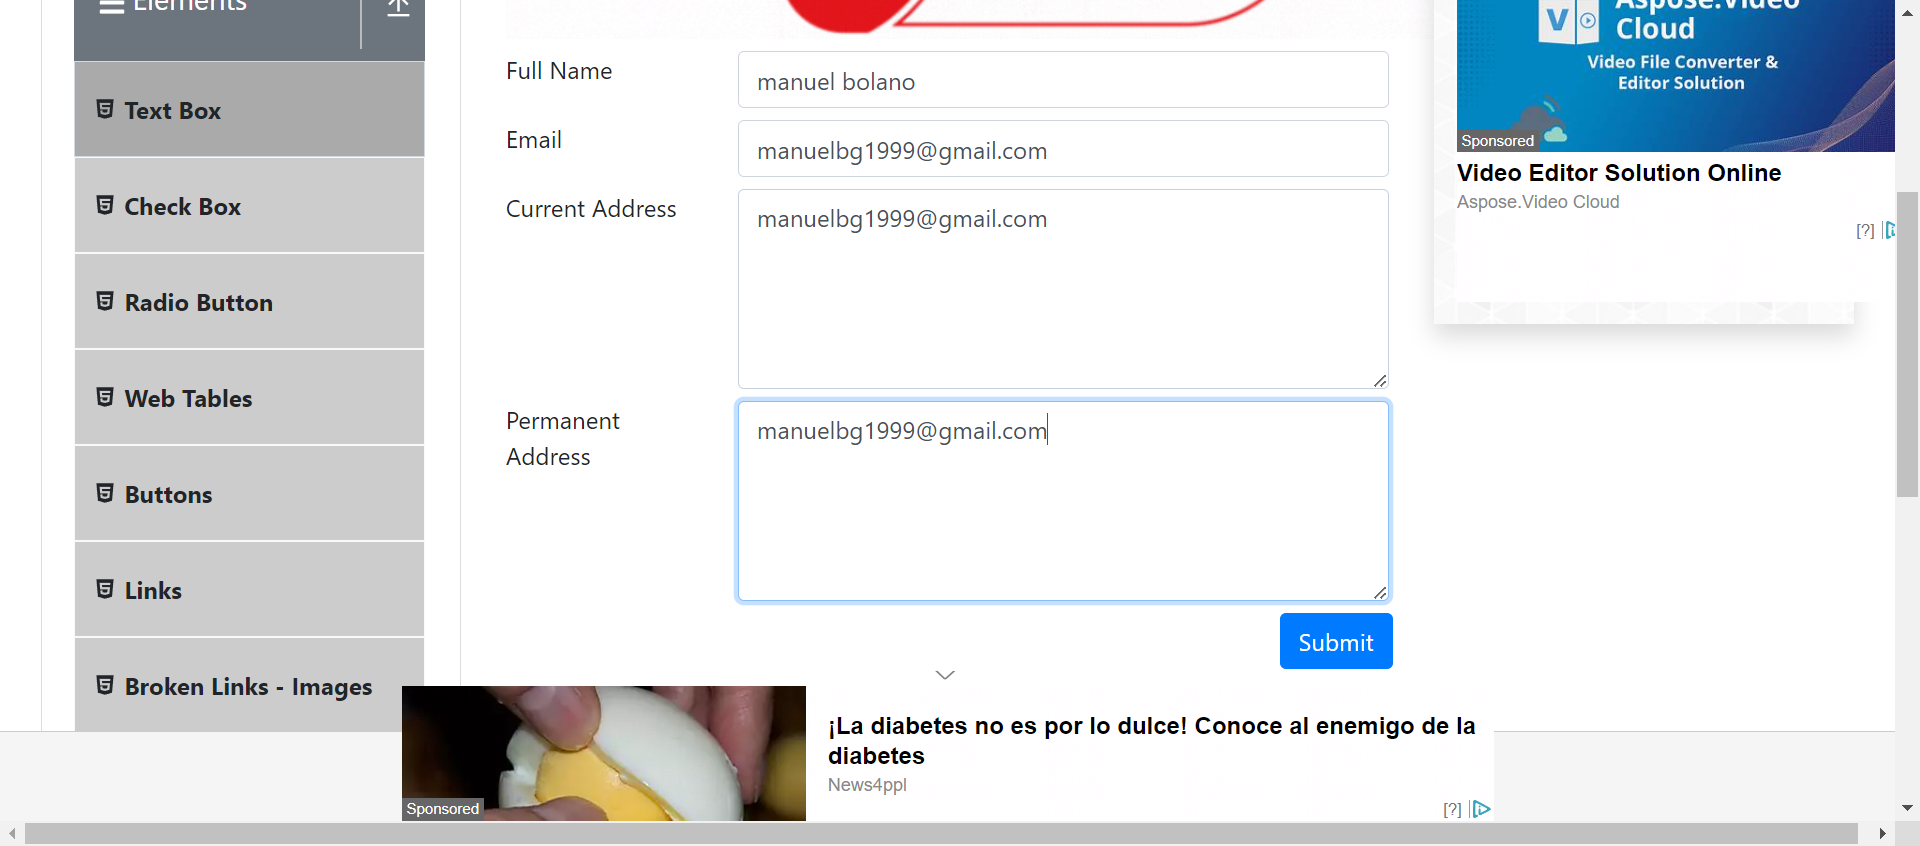 Elements
Text Box
Check Box
Radio Button
Web Tables
Buttons
Links
Broken Links - Images
Full Name
manuel bolano
Email
manuelbg1999@gmail.com
Current Address
manuelbg1999@gmail.com
Permanent
Address
manuelbg1999@gmail.com
Submit
Aspose.Video
Cloud
V
Video File Converter &
Editor Solution
Sponsored
Video Editor Solution Online
Aspose.Video Cloud
[?]
¡La diabetes no es por lo dulce! Conoce al enemigo de la
diabetes
News4ppl
Sponsored
[?]